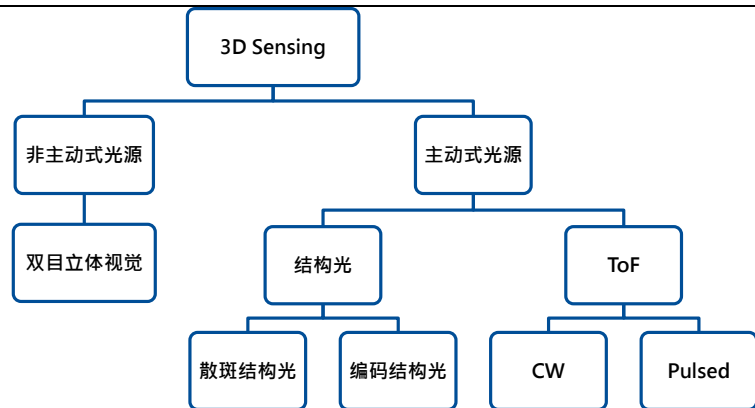 3D Sensing
非主动式光源
主动式光源
双目立体视觉
结构光
ToF
散斑结构光
编码结构光
CW
Pulsed